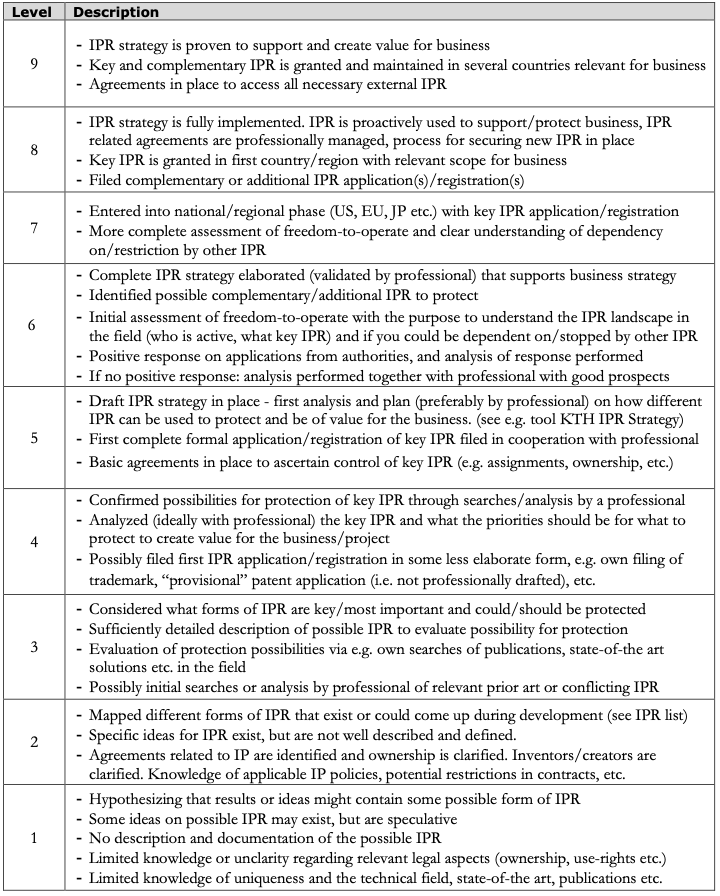 Level Description
9
- IPR strategy is proven to support and create value for business
- Key and complementary IPR is granted and maintained in several countries relevant for business
- Agreements in place to access all necessary external IPR
8
- IPR strategy is fully implemented. IPR is proactively used to support/protect business, IPR
related agreements are professionally managed, process for securing new IPR in place
- Key IPR is granted in first country/region with relevant scope for business
- Filed complementary or additional IPR application(s)/registration(s)
7
- Entered into national/regional phase (US, EU, JP etc.) with key IPR application/registration
- More complete assessment of freedom-to-operate and clear understanding of dependency
on/restriction by other IPR
6
- Complete IPR strategy elaborated (validated by professional) that supports business strategy
- Identified possible complementary/additional IPR to protect
- Initial assessment of freedom-to-operate with the purpose to understand the IPR landscape in
the field (who is active, what key IPR) and if you could be dependent on/stopped by other IPR
- Positive response on applications from authorities, and analysis of response performed
- If no positive response: analysis performed together with professional with good prospects
5
- Draft IPR strategy in place - first analysis and plan (preferably by professional) on how different
IPR can be used to protect and be of value for the business. (see e.g. tool KTH IPR Strategy)
- First complete formal application/registration of key IPR filed in cooperation with professional
- Basic agreements in place to ascertain control of key IPR (e.g. assignments, ownership, etc.)
4
- Confirmed possibilities for protection of key IPR through searches/analysis by a professional
- Analyzed (ideally with professional) the key IPR and what the priorities should be for what to
protect to create value for the business/project
- Possibly filed first IPR application/registration in some less elaborate form, e.g. own filing of
trademark, “provisional” patent application (i.e. not professionally drafted), etc.
3
- Considered what forms of IPR are key/most important and could/should be protected
- Sufficiently detailed description of possible IPR to evaluate possibility for protection
- Evaluation of protection possibilities via e.g. own searches of publications, state-of-the art
solutions etc. in the field
- Possibly initial searches or analysis by professional of relevant prior art or conflicting IPR
2
- Mapped different forms of IPR that exist or could come up during development (see IPR list)
- Specific ideas for IPR exist, but are not well described and defined.
- Agreements related to IP are identified and ownership is clarified. Inventors/creators are
clarified. Knowledge of applicable IP policies, potential restrictions in contracts, etc.
1
- Hypothesizing that results or ideas might contain some possible form of IPR
- Some ideas on possible IPR may exist, but are speculative
- No description and documentation of the possible IPR
- Limited knowledge or unclarity regarding relevant legal aspects (ownership, use-rights etc.)
- Limited knowledge of uniqueness and the technical field, state-of-the art, publications etc.